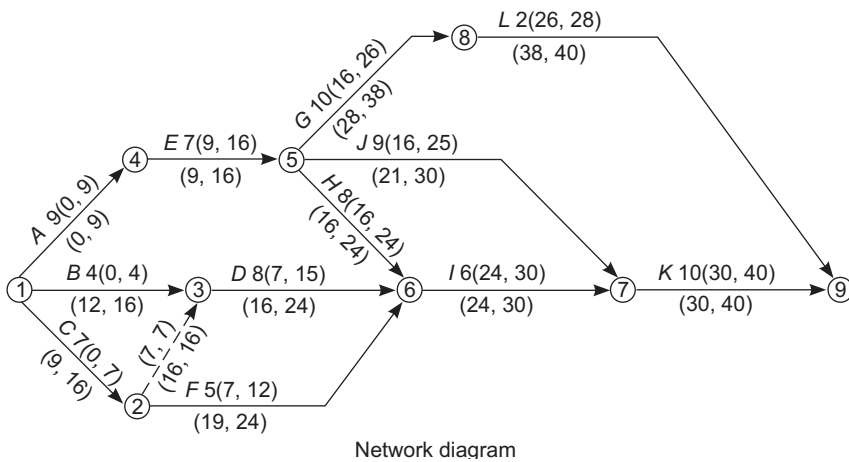 L 2(26, 28)
(38, 40)
8
G 10(16, 26)
(28, 38)
E 7(9, 16)
(9, 16)
4
5
J 9(16, 25)
(21, 30)
H 8(16, 24)
(16, 24)
A 9(0, 9)
(0, 9)
1
B 4(0, 4)
(12, 16)
3
D 8(7, 15)
(16, 24)
6
I 6(24, 30)
(24, 30)
7
K 10(30, 40)
(30, 40)
9
C 7(0, 7)
(9, 16)
(7, 7)
(16, 16)
2
F 5(7, 12)
(19, 24)
Network diagram